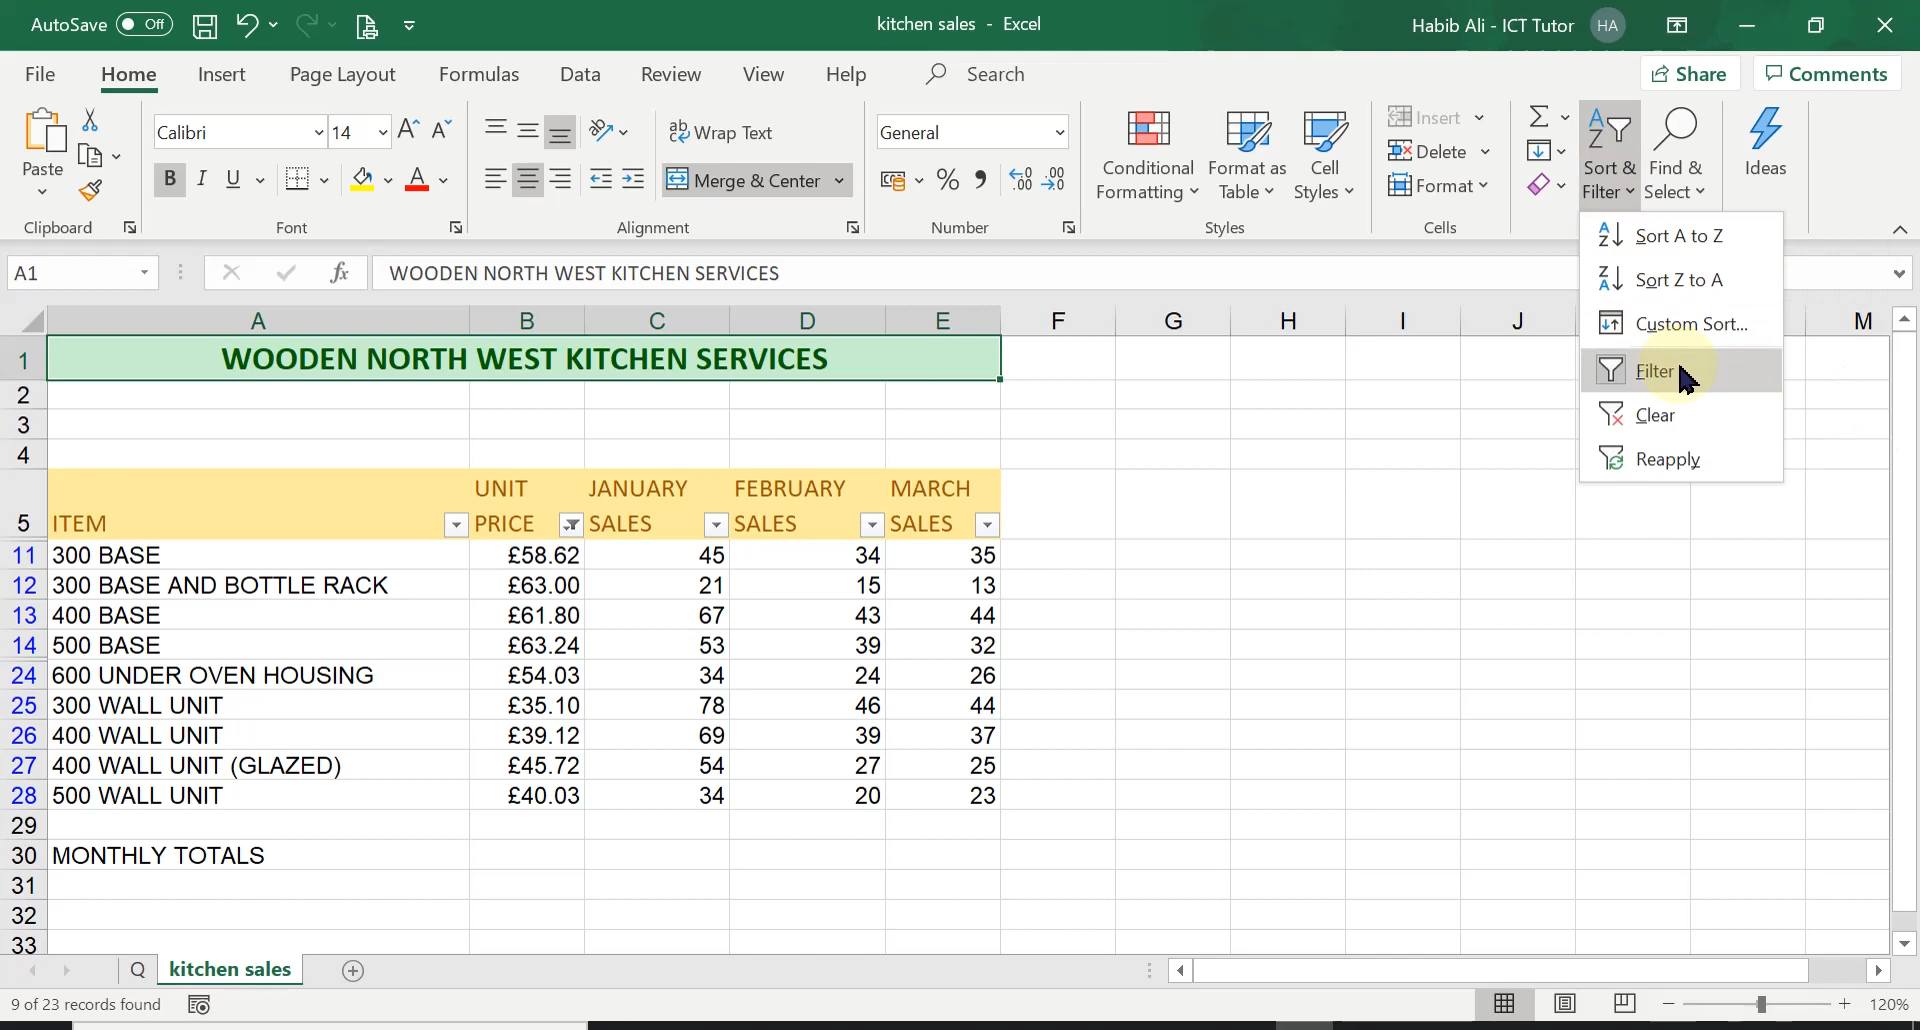 AutoSave Off kitchen sales - Excel Habib Ali - ICT Tutor HA
File Home Insert Page Layout Formulas Data Review View Help Search Share Comments
Calibri 14 ab Wrap Text General Insert
Paste Conditional Format as Cell Delete Sort & Find & Ideas
B I U A Merge & Center % Formatting Table Styles Format Filter Select
Clipboard Font Alignment Number Styles Cells
Sort A to Z
Sort Z to A
Custom Sort...
Filter
Clear
Reapply
A1 fx WOODEN NORTH WEST KITCHEN SERVICES
A B C D E F G H I J M
1 WOODEN NORTH WEST KITCHEN SERVICES
2
3
4
UNIT JANUARY FEBRUARY MARCH
5 ITEM PRICE SALES SALES SALES
11 300 BASE £58.62 45 34 35
12 300 BASE AND BOTTLE RACK £63.00 21 15 13
13 400 BASE £61.80 67 43 44
14 500 BASE £63.24 53 39 32
24 600 UNDER OVEN HOUSING £54.03 34 24 26
25 300 WALL UNIT £35.10 78 46 44
26 400 WALL UNIT £39.12 69 39 37
27 400 WALL UNIT (GLAZED) £45.72 54 27 25
28 500 WALL UNIT £40.03 34 20 23
29
30 MONTHLY TOTALS
31
32
33
Q kitchen sales
9 of 23 records found 120%